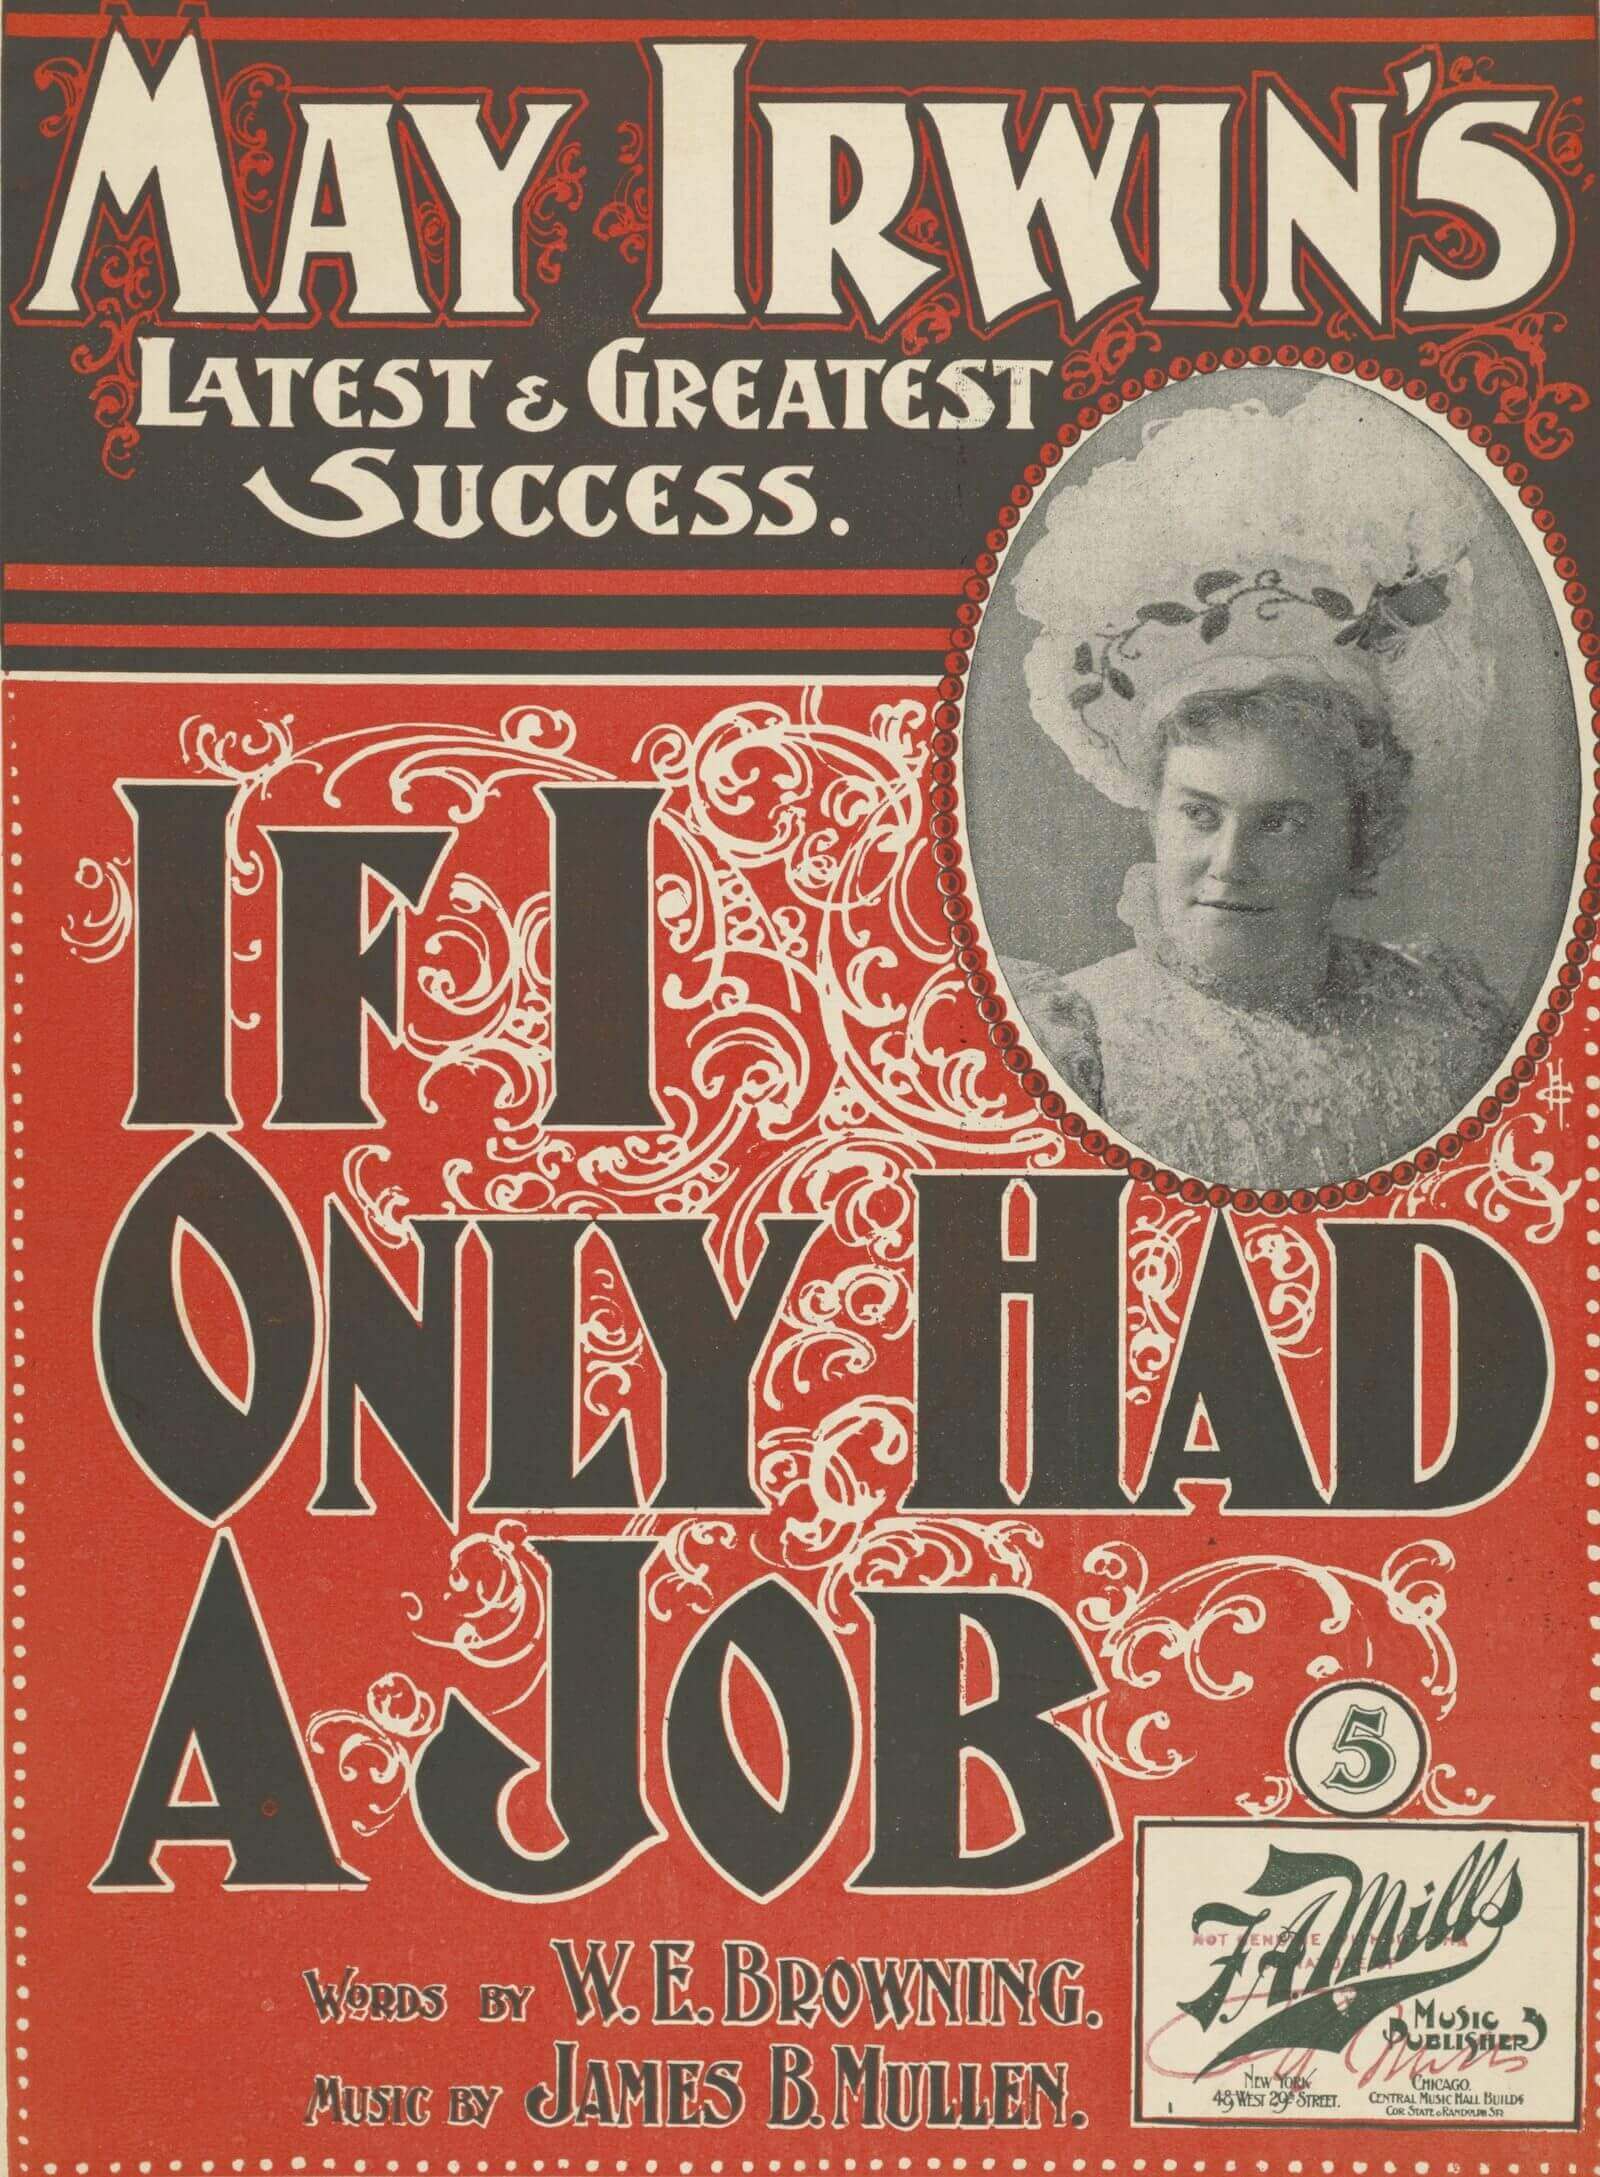 MAY IRWIN'S
LATEST & GREATEST
SUCCESS.
IF I
ONLY HAD
A JOB
WORDS BY W. E. BROWNING.
MUSIC BY JAMES B. MULLEN.
5
F. A. Mills
MUSIC
PUBLISHER
NEW YORK
48 WEST 29th STREET.
CHICAGO.
CENTRAL MUSIC HALL BUILDG
COR STATE & RANDOLPH STS
NOT